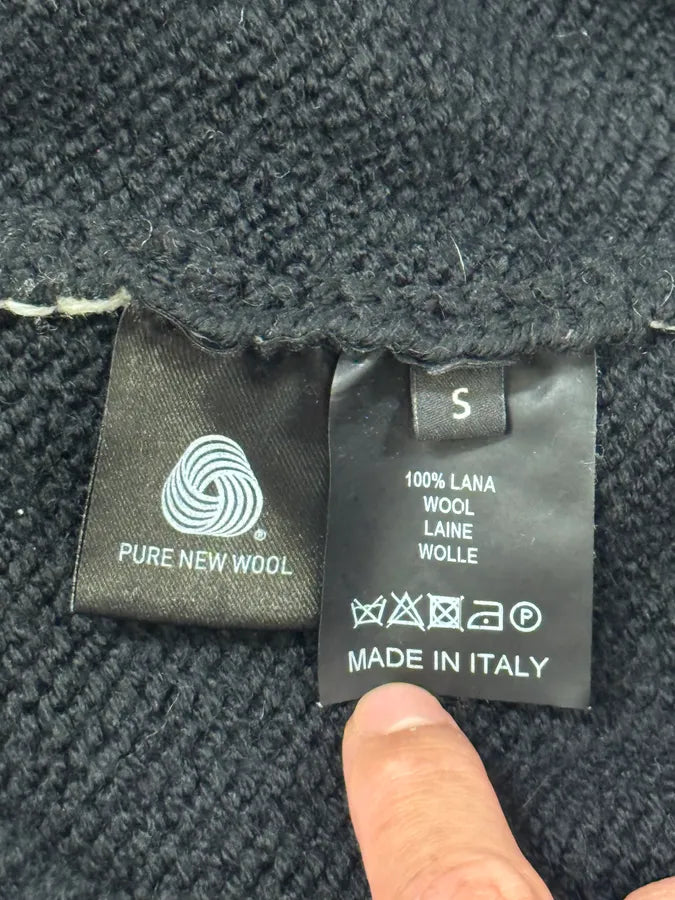 PURE NEW WOOL
S
100% LANA
WOOL
LAINE
WOLLE
P
MADE IN ITALY